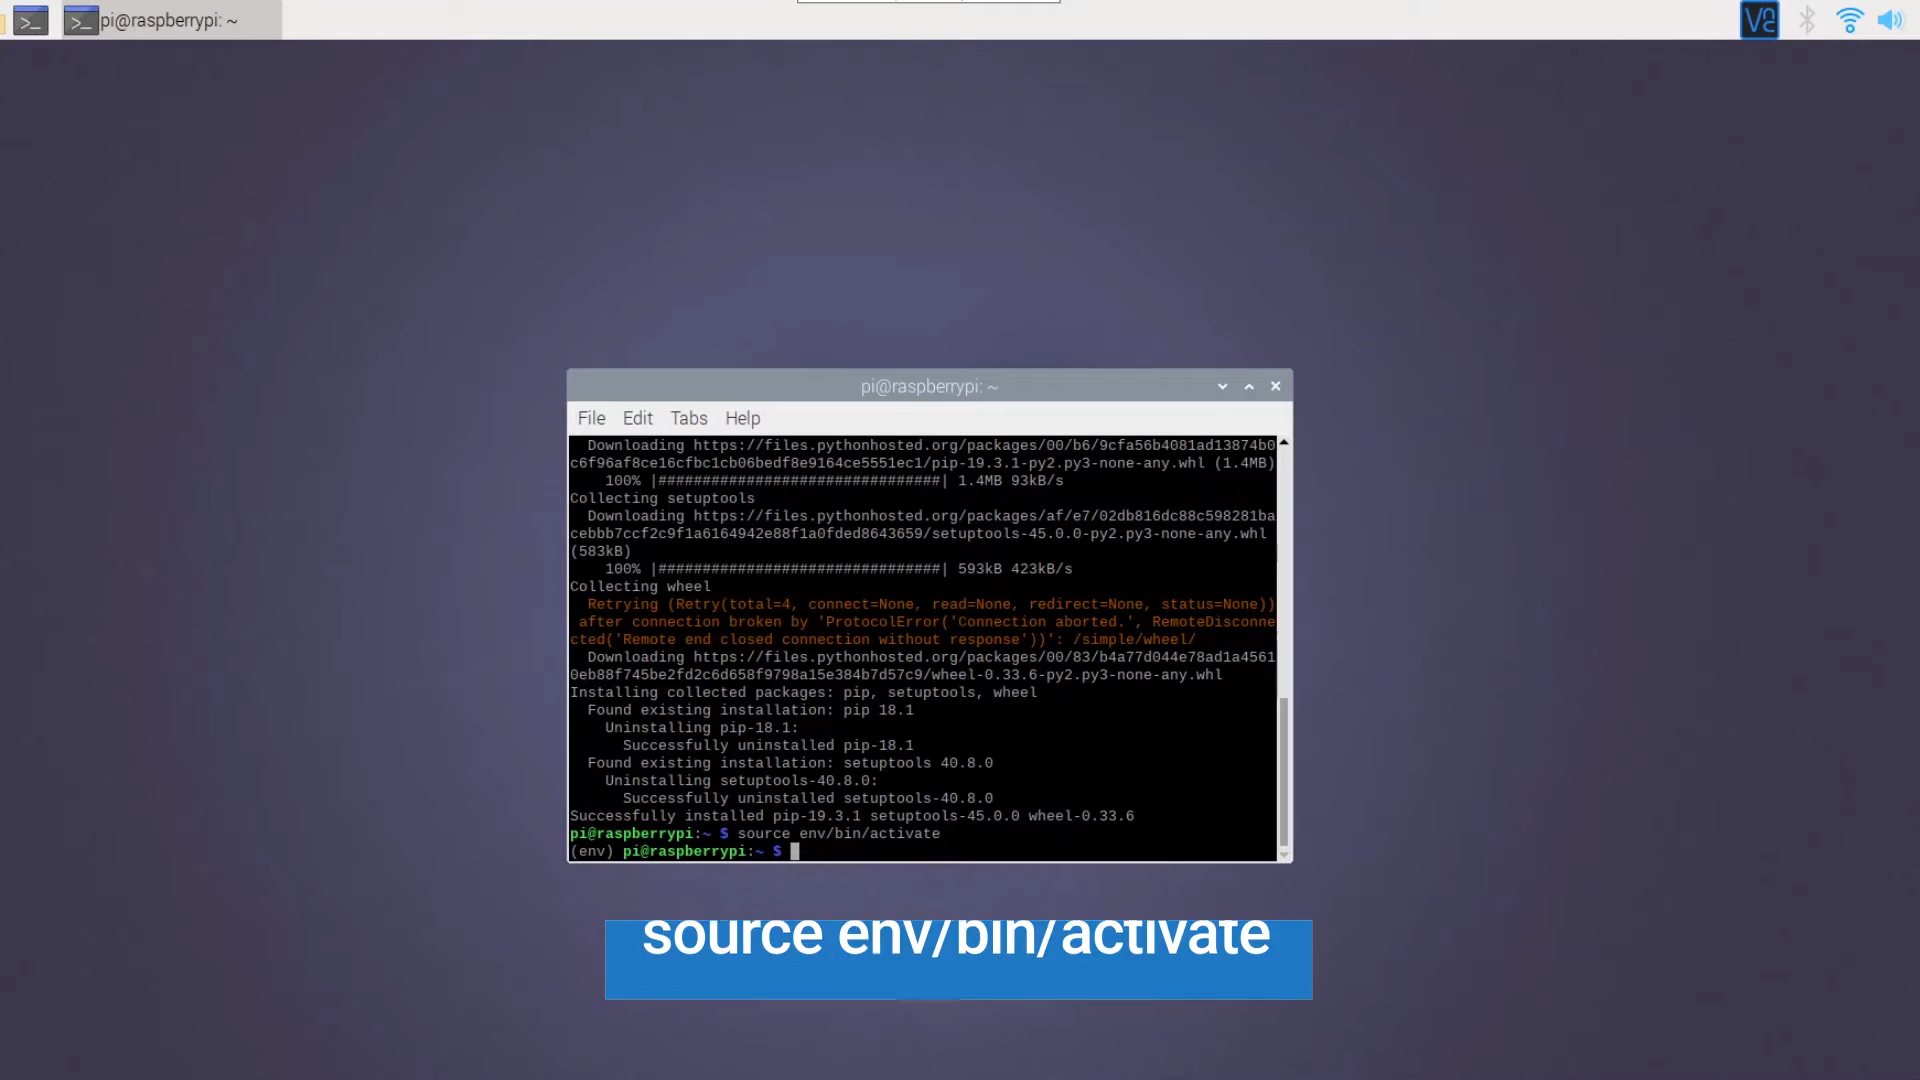 pi@raspberrypi: ~
pi@raspberrypi: ~
File Edit Tabs Help
Downloading https://files.pythonhosted.org/packages/00/b6/9cfa56b4081ad13874b0
c6f96af8ce16cfbc1cb06bedf8e9164ce5551ec1/pip-19.3.1-py2.py3-none-any.whl (1.4MB)
100% |################################| 1.4MB 93kB/s
Collecting setuptools
Downloading https://files.pythonhosted.org/packages/af/e7/02db816dc88c598281ba
cebbb7ccf2c9f1a6164942e88f1a0fded8643659/setuptools-45.0.0-py2.py3-none-any.whl
(583kB)
100% |################################| 593kB 423kB/s
Collecting wheel
Retrying (Retry(total=4, connect=None, read=None, redirect=None, status=None))
after connection broken by 'ProtocolError('Connection aborted.', RemoteDisconne
cted('Remote end closed connection without response'))': /simple/wheel/
Downloading https://files.pythonhosted.org/packages/00/83/b4a77d044e78ad1a4561
0eb88f745be2fd2c6d658f9798a15e384b7d57c9/wheel-0.33.6-py2.py3-none-any.whl
Installing collected packages: pip, setuptools, wheel
Found existing installation: pip 18.1
Uninstalling pip-18.1:
Successfully uninstalled pip-18.1
Found existing installation: setuptools 40.8.0
Uninstalling setuptools-40.8.0:
Successfully uninstalled setuptools-40.8.0
Successfully installed pip-19.3.1 setuptools-45.0.0 wheel-0.33.6
pi@raspberrypi:~ $ source env/bin/activate
(env) pi@raspberrypi:~ $
source env/bin/activate